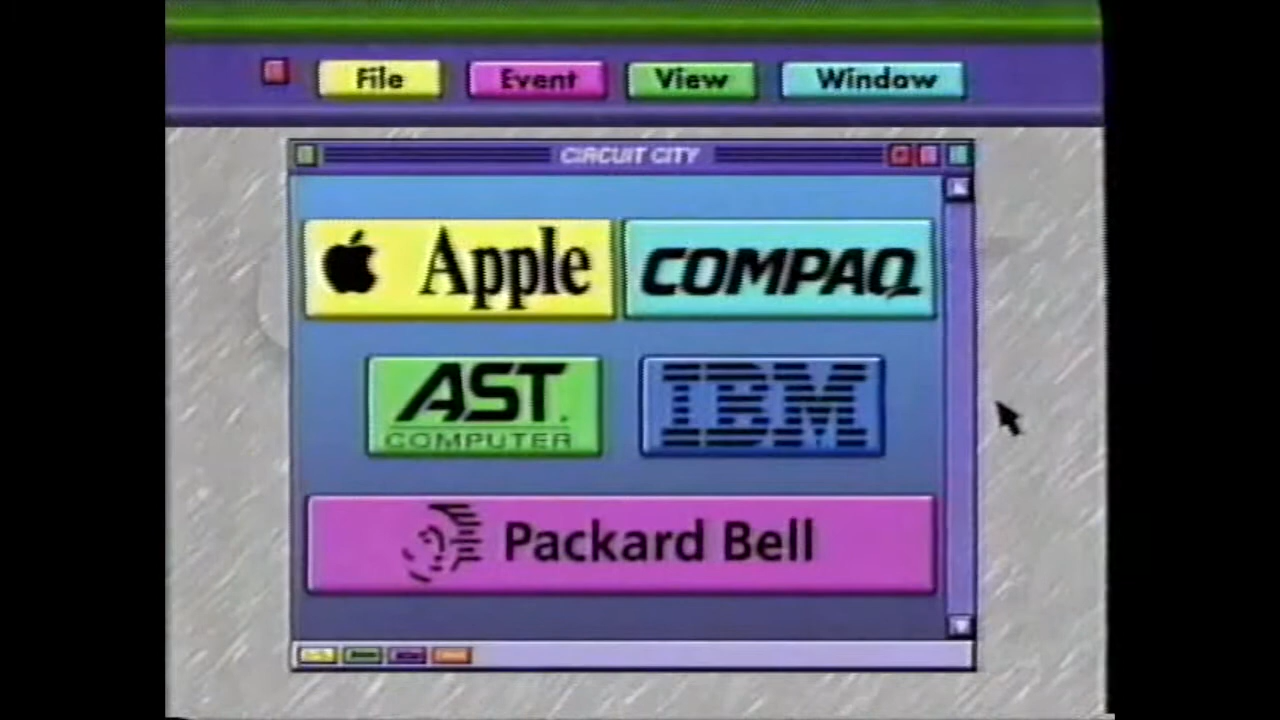 File Event View Window
CIRCUIT CITY
Apple COMPAQ
AST
COMPUTER
IBM
Packard Bell